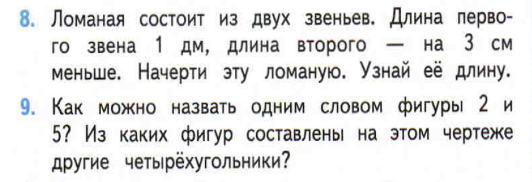 8. Ломаная состоит из двух звеньев. Длина перво-
го звена 1 дм, длина второго — на 3 см
меньше. Начерти эту ломаную. Узнай её длину.
9. Как можно назвать одним словом фигуры 2 и
5? Из каких фигур составлены на этом чертеже
другие четырёхугольники?